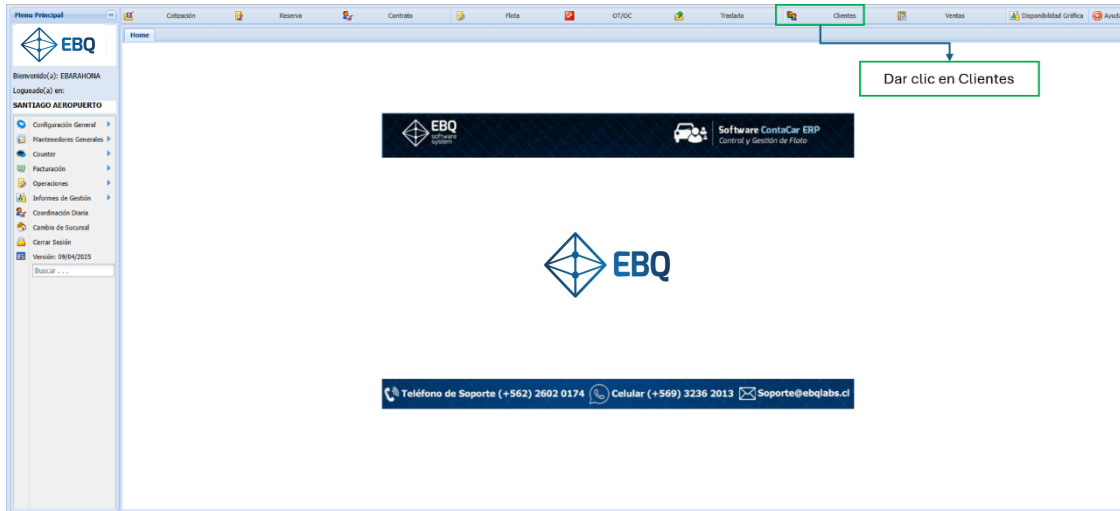 Menu Principal
Cotización
Reserva
Contrato
Flota
OT/OC
Traslado
Clientes
Ventas
Disponibilidad Gráfica
Ayuda
Home
EBQ
Bienvenido(a): EBARAHONA
Logueado(a) en:
SANTIAGO AEROPUERTO
Dar clic en Clientes
Configuración General
Mantenedores Generales
Counter
Facturación
Operaciones
Informes de Gestión
Coordinación Diaria
Cambio de Sucursal
Cerrar Sesión
Versión: 09/04/2025
Buscar . . .
EBQ
software
system
Software ContaCar ERP
Control y Gestión de Flota
EBQ
Teléfono de Soporte (+562) 2602 0174
Celular (+569) 3236 2013
Soporte@ebqlabs.cl